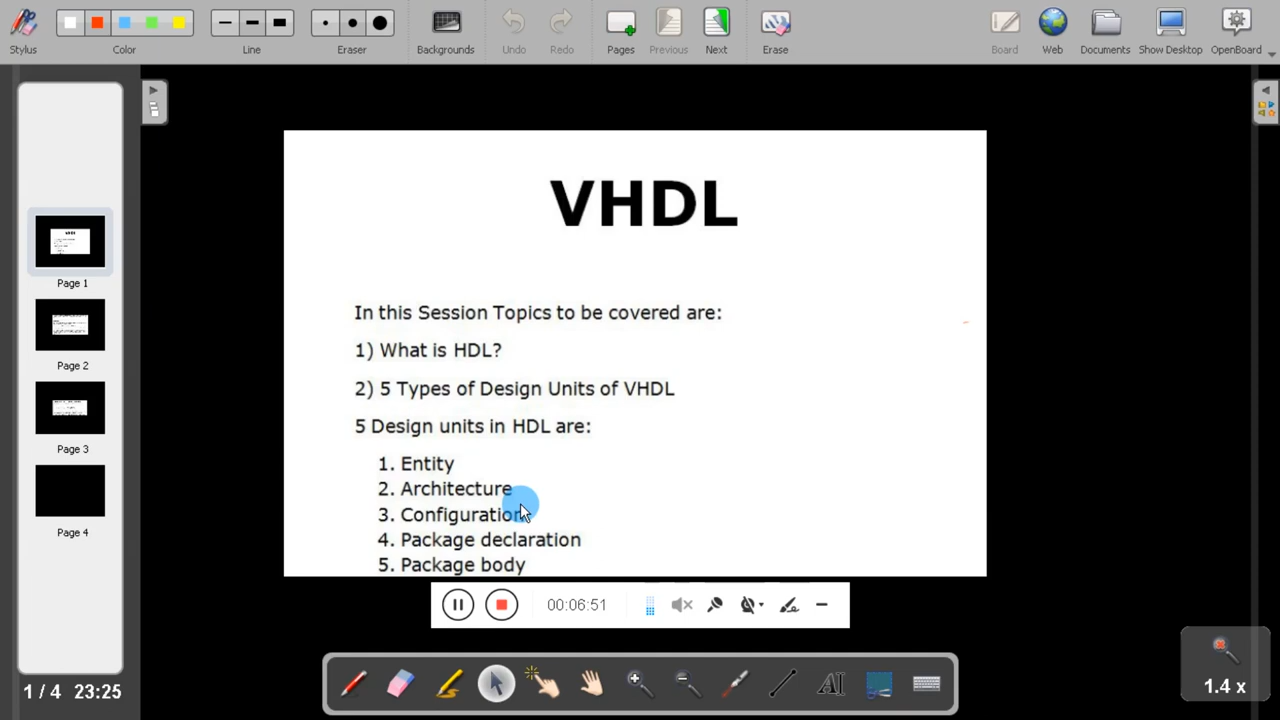 Stylus
Color
Line
Eraser
Backgrounds
Undo
Redo
Pages
Previous
Next
Erase
Board
Web
Documents
Show Desktop
OpenBoard
VHDL
In this Session Topics to be covered are:
1) What is HDL?
2) 5 Types of Design Units of VHDL
5 Design units in HDL are:
1. Entity
2. Architecture
3. Configuration
4. Package declaration
5. Package body
Page 1
Page 2
Page 3
Page 4
00:06:51
1 / 4 23:25
AI
1.4 x